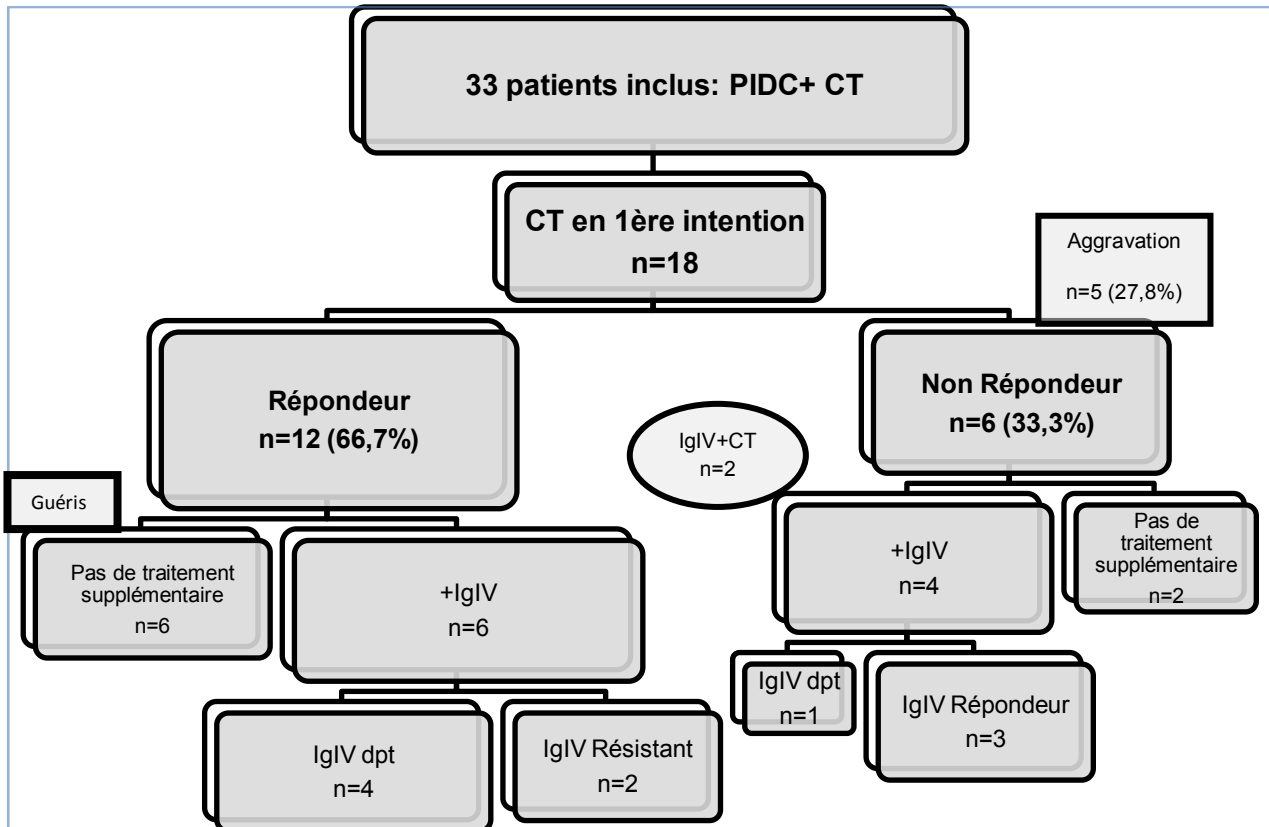 33 patients inclus: PIDC+ CT
CT en 1ère intention
n=18
Aggravation
n=5 (27,8%)
Répondeur
n=12 (66,7%)
Non Répondeur
n=6 (33,3%)
IgIV+CT
n=2
Guéris
Pas de traitement
supplémentaire
n=6
+IgIV
n=6
+IgIV
n=4
Pas de
traitement
supplémentaire
n=2
IgIV dpt
n=4
IgIV Résistant
n=2
IgIV dpt
n=1
IgIV Répondeur
n=3